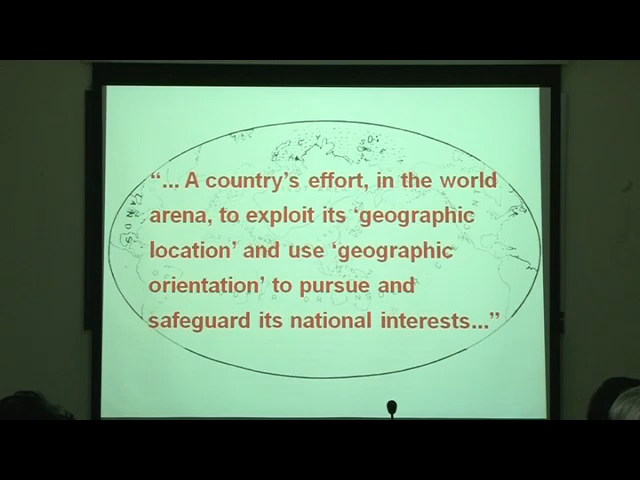 “... A country’s effort, in the world
arena, to exploit its ‘geographic
location’ and use ‘geographic
orientation’ to pursue and
safeguard its national interests...”